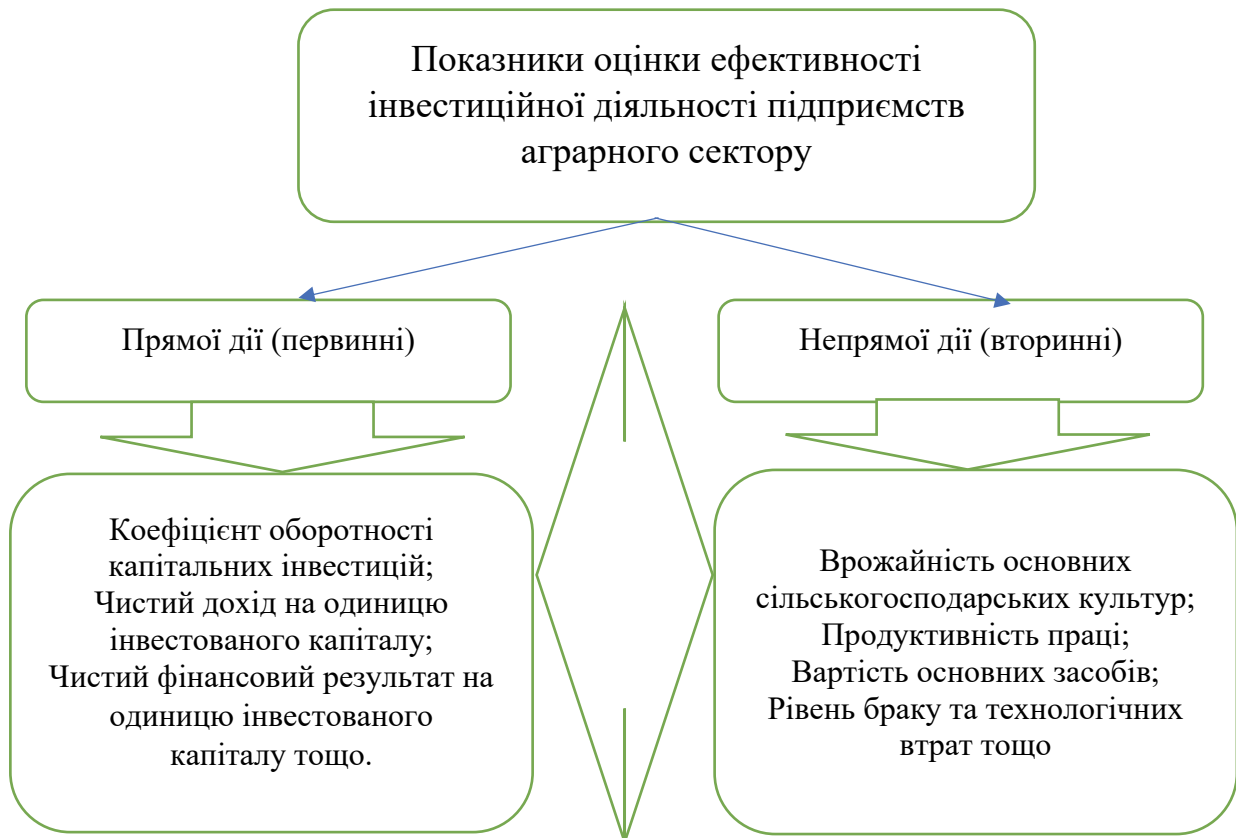 Показники оцінки ефективності
інвестиційної діяльності підприємств
аграрного сектору
Прямої дії (первинні)
Непрямої дії (вторинні)
Коефіцієнт оборотності
капітальних інвестицій;
Чистий дохід на одиницю
інвестованого капіталу;
Чистий фінансовий результат на
одиницю інвестованого
капіталу тощо.
Врожайність основних
сільськогосподарських культур;
Продуктивність праці;
Вартість основних засобів;
Рівень браку та технологічних
втрат тощо